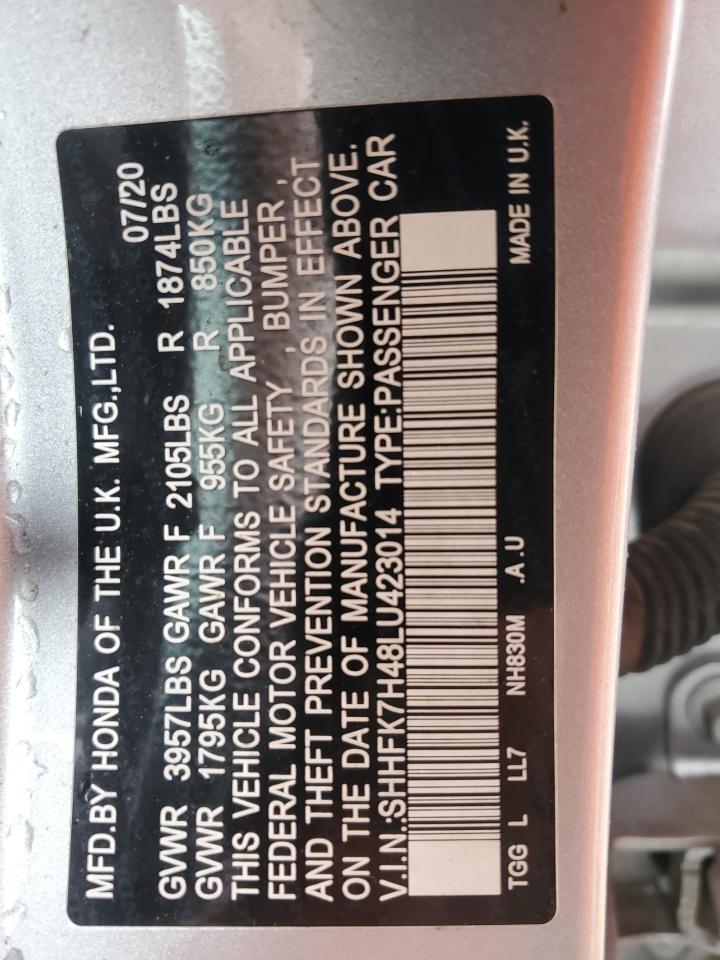 MFD.BY HONDA OF THE U.K. MFG.,LTD.
07/20
GVWR 3957LBS GAWR F 2105LBS R 1874LBS
GVWR 1795KG GAWR F 955KG R 850KG
THIS VEHICLE CONFORMS TO ALL APPLICABLE
FEDERAL MOTOR VEHICLE SAFETY , BUMPER ,
AND THEFT PREVENTION STANDARDS IN EFFECT
ON THE DATE OF MANUFACTURE SHOWN ABOVE.
V.I.N.:SHHFK7H48LU423014 TYPE:PASSENGER CAR
TGG L LL7 NH830M .A .U MADE IN U.K.